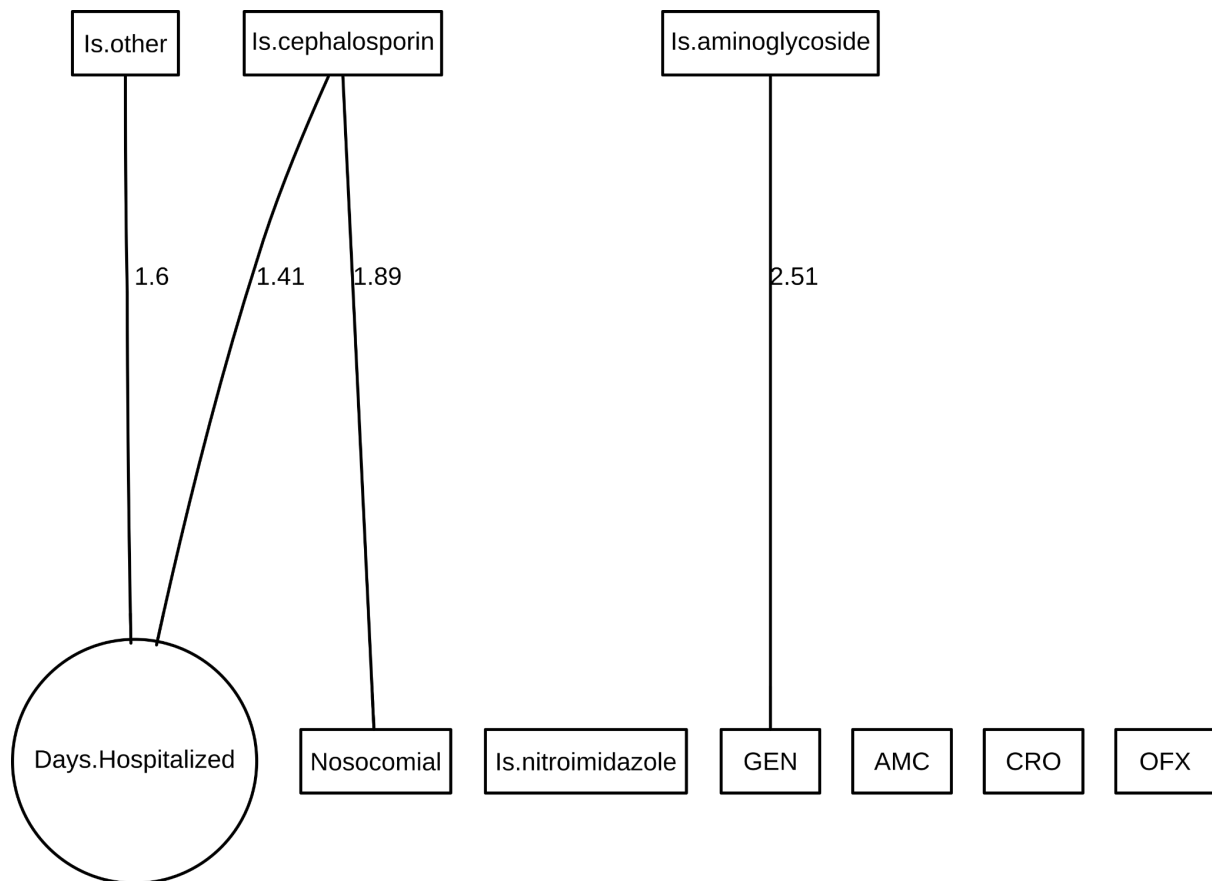 Is.other
Is.cephalosporin
Is.aminoglycoside
1.6
1.41
1.89
2.51
Days.Hospitalized
Nosocomial
Is.nitroimidazole
GEN
AMC
CRO
OFX